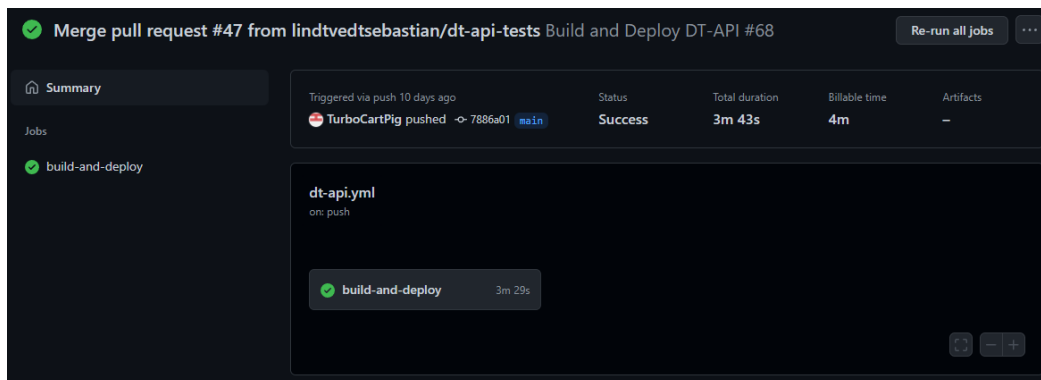 Merge pull request #47 from lindtvedtsebastian/dt-api-tests Build and Deploy DT-API #68
Re-run all jobs
...
Summary
Jobs
build-and-deploy
Triggered via push 10 days ago
TurboCartPig pushed 7886a01 main
Status
Success
Total duration
3m 43s
Billable time
4m
Artifacts
–
dt-api.yml
on: push
build-and-deploy 3m 29s